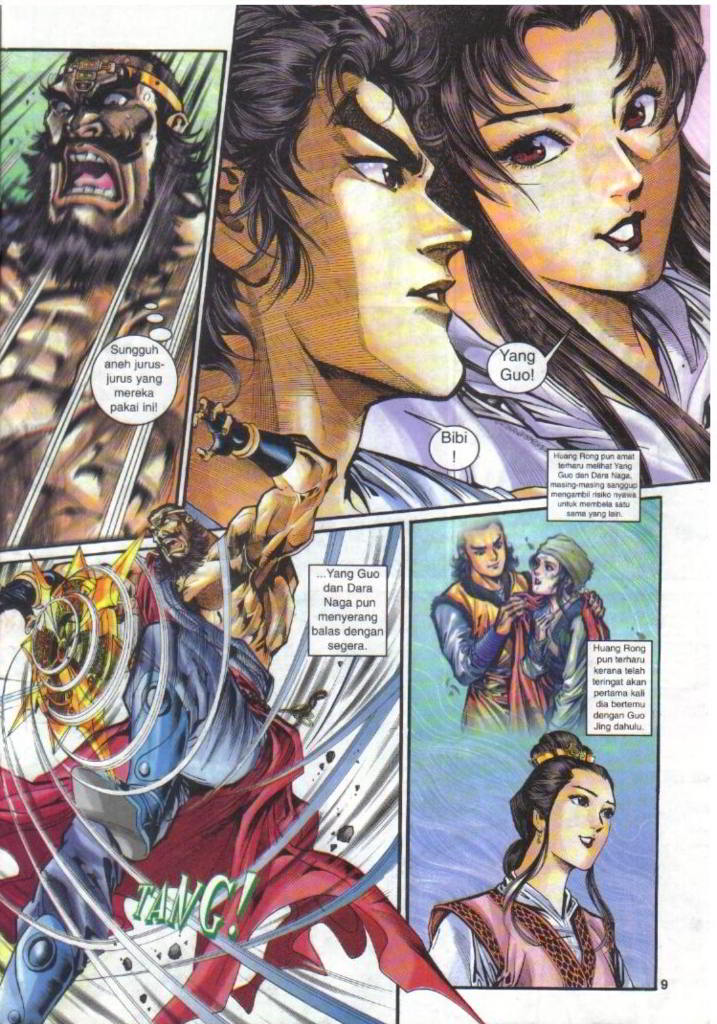 Sungguh
aneh jurus-
jurus yang
mereka
pakai ini!
Yang
Guo!
Bibi
!
Huang Rong pun amat
terharu melihat Yang
Guo dan Dara Naga,
masing-masing sanggup
mengambil risiko nyawa
untuk membela satu
sama yang lain.
...Yang Guo
dan Dara
Naga pun
menyerang
balas dengan
segera.
TANG!
Huang Rong
pun terharu
kerana telah
teringat akan
pertama kali
dia bertemu
dengan Guo
Jing dahulu.
9